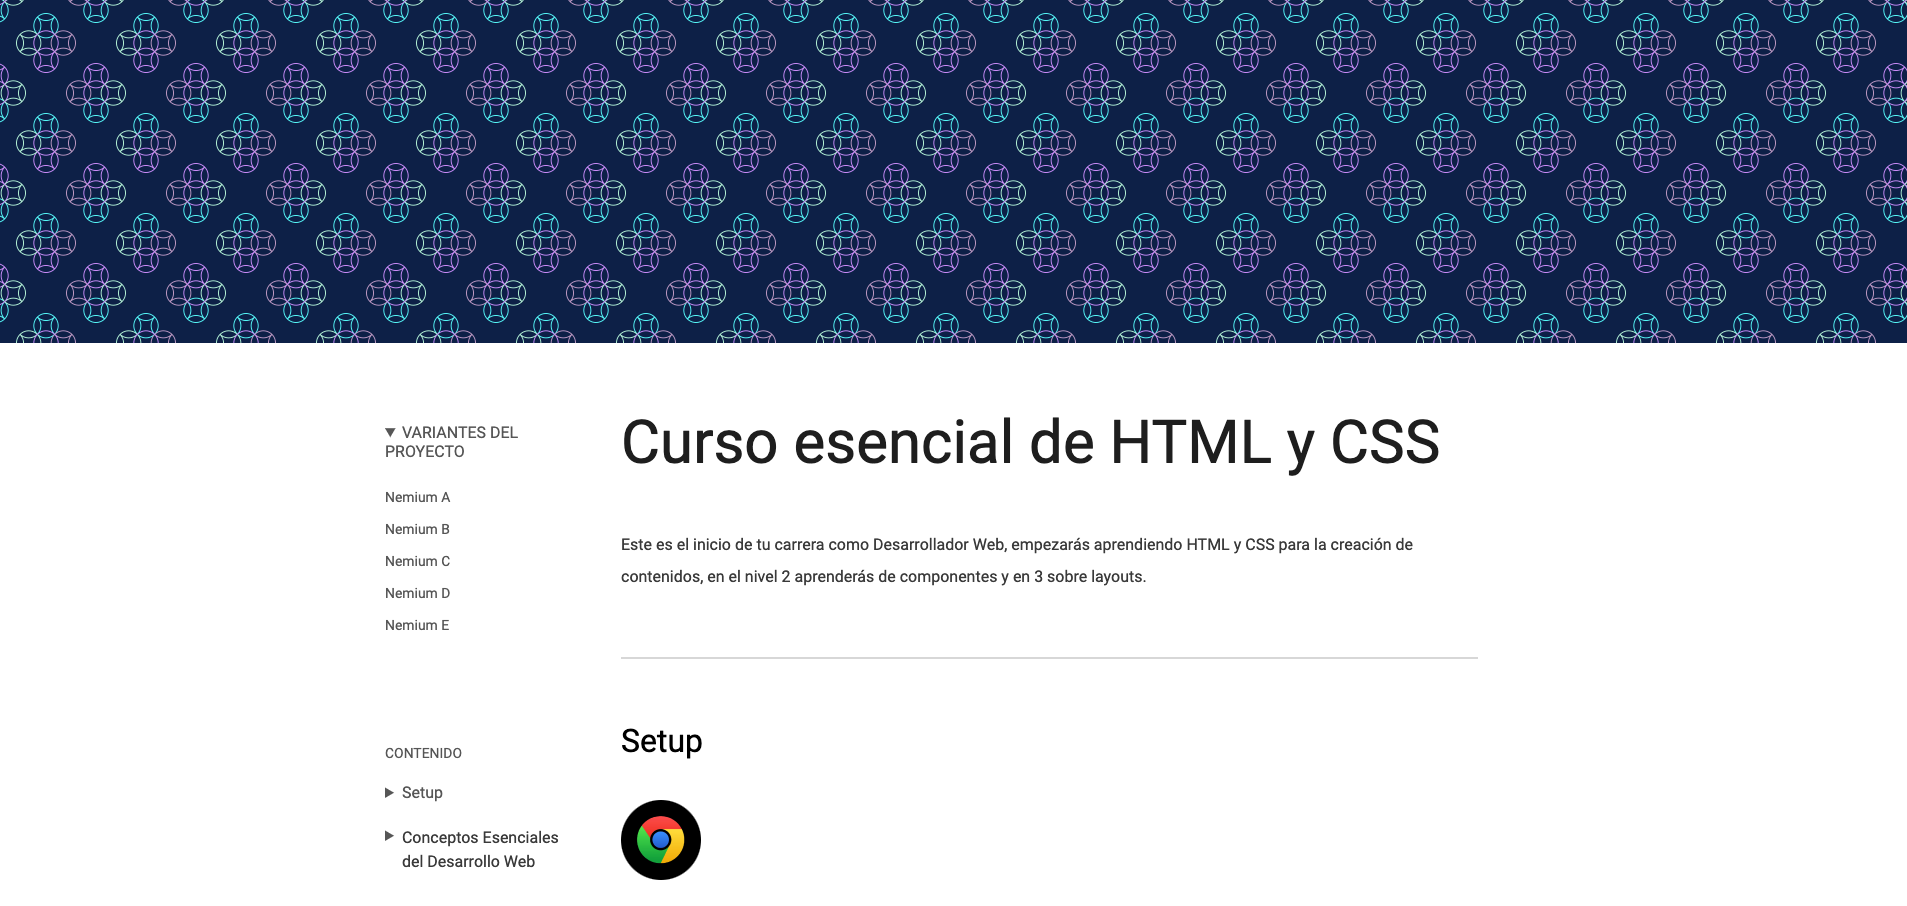 VARIANTES DEL
PROYECTO
Nemium A
Nemium B
Nemium C
Nemium D
Nemium E
CONTENIDO
Setup
Conceptos Esenciales
del Desarrollo Web
Curso esencial de HTML y CSS
Este es el inicio de tu carrera como Desarrollador Web, empezarás aprendiendo HTML y CSS para la creación de
contenidos, en el nivel 2 aprenderás de componentes y en 3 sobre layouts.
Setup